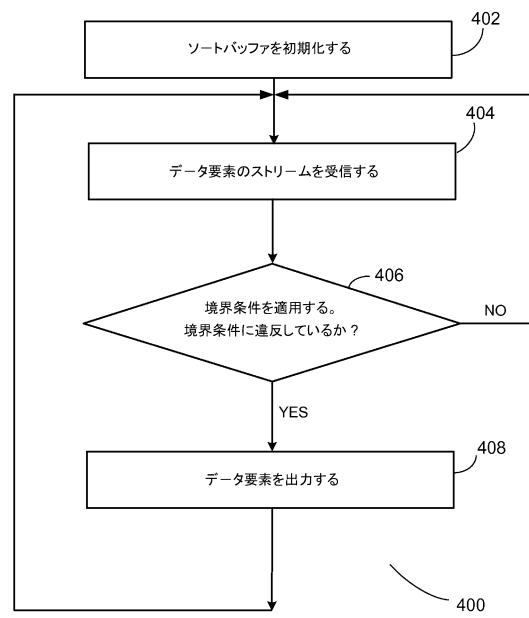 402
ソートバッファを初期化する
404
データ要素のストリームを受信する
406
境界条件を適用する。
境界条件に違反しているか？
NO
YES
408
データ要素を出力する
400